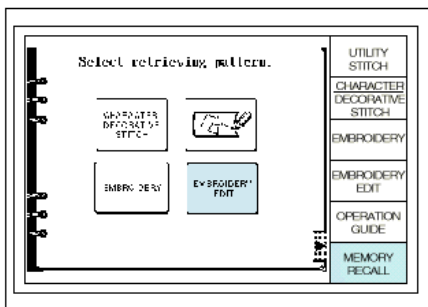 Select retrieving pattern.
CHARACTER
DECORATIVE
STITCH
EMBROIDERY
EMBROIDERY
EDIT
UTILITY
STITCH
CHARACTER
DECORATIVE
STITCH
EMBROIDERY
EMBROIDERY
EDIT
OPERATION
GUIDE
MEMORY
RECALL